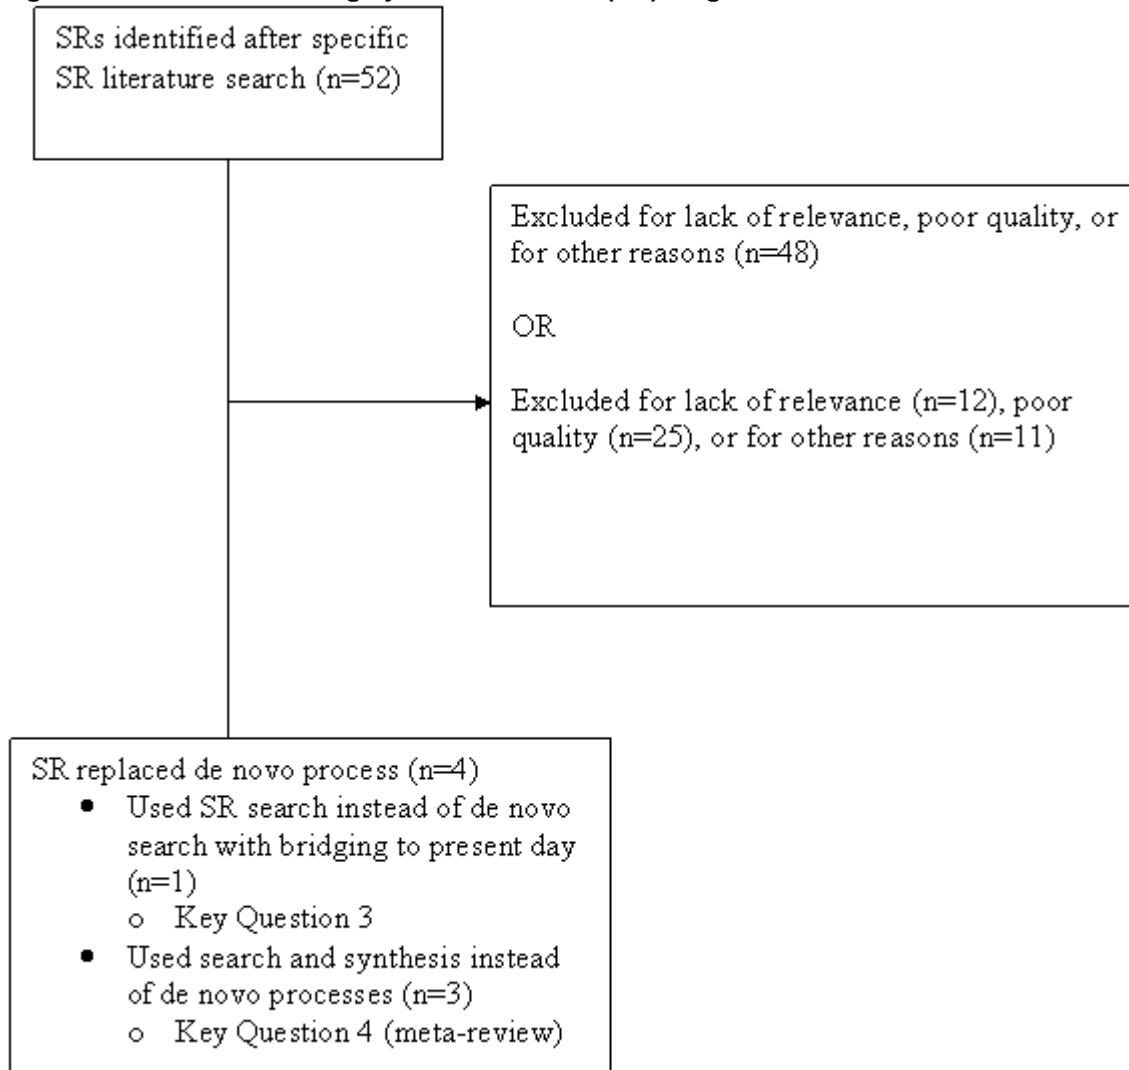 SRs identified after specific
SR literature search (n=52)
Excluded for lack of relevance, poor quality, or
for other reasons (n=48)
OR
Excluded for lack of relevance (n=12), poor
quality (n=25), or for other reasons (n=11)
SR replaced de novo process (n=4)
• Used SR search instead of de novo
search with bridging to present day
(n=1)
o Key Question 3
• Used search and synthesis instead
of de novo processes (n=3)
o Key Question 4 (meta-review)